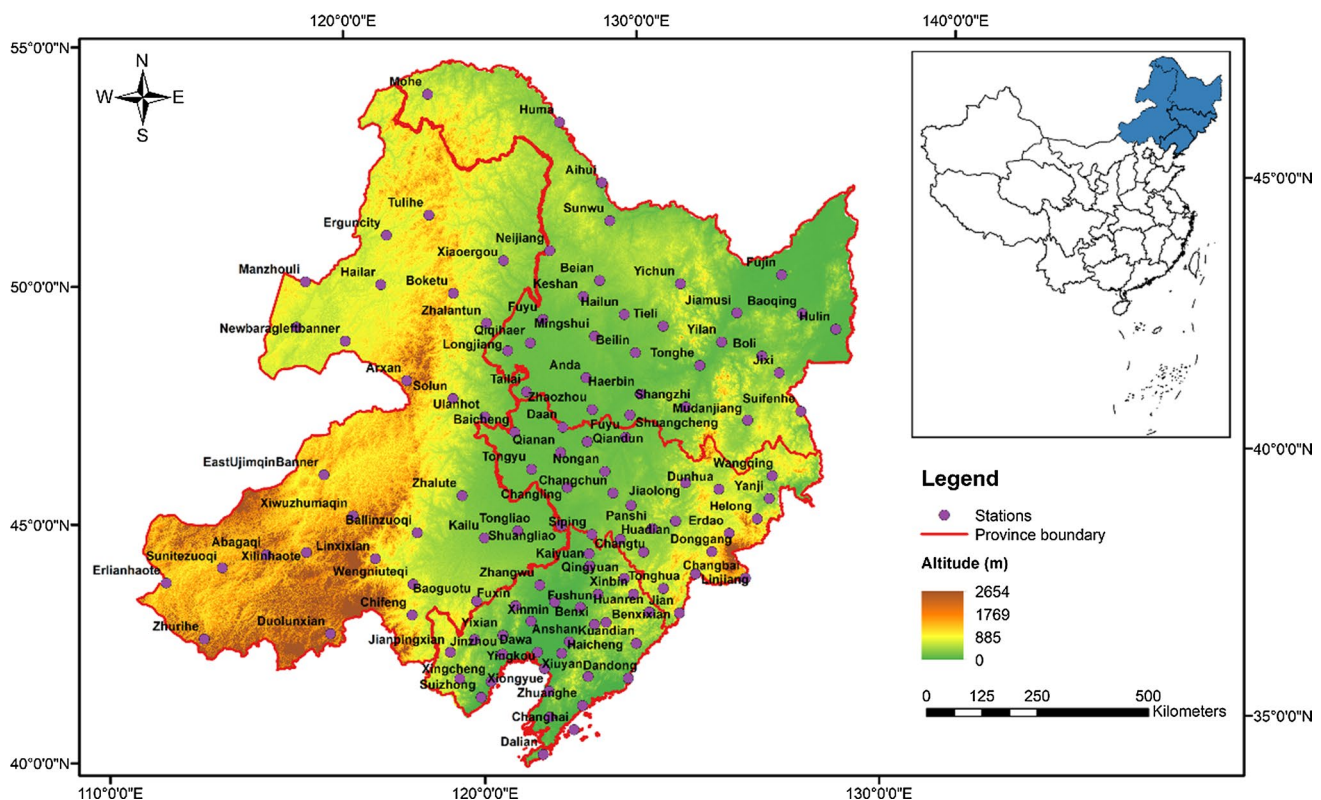 120°0'0"E 130°0'0"E 140°0'0"E
55°0'0"N
N
W E
S
Mohe
Huma
Aihui
45°0'0"N
Tulihe
Sunwu
Erguncity
Neijiang
Xiaoergou
Manzhouli
Hailar
Beian
Yichun
Fujin
50°0'0"N
Boketu
Keshan
Hailun
Jiamusi
Baoqing
Zhalantun
Fuyu
Tieli
Hulin
Newbaragleftbanner
Qiqihaer
Mingshui
Yilan
Longjiang
Beilin
Boli
Tonghe
Jixi
Arxan
Anda
Solun
Tailai
Haerbin
Ulanhot
Zhaozhou
Shangzhi
Suifenhe
Baicheng
Daan
Mudanjiang
Fuyu
Shuangcheng
Qianan
Qiandun
40°0'0"N
EastUjimqinBanner
Tongyu
Nongan
Wangqing
Zhalute
Changchun
Dunhua
Yanji
Changling
Jiaolong
Xiwuzhumaqin
Helong
Ballinzuoqi
Kailu
Tongliao
Siping
Panshi
Erdao
45°0'0"N
Abagaqi
Shuangliao
Huadian
Linxixian
Changtu
Donggang
Sunitezuoqi
Xilinhaote
Kaiyuan
Erlianhaote
Wengniuteqi
Zhangwu
Qingyuan
Changbai
Xinbin
Tonghua
Linjiang
Baoguotu
Fuxin
Fushun
Chifeng
Huanren
Jian
Xinmin
Benxi
Benxixian
Zhurihe
Duolunxian
Yixian
Anshan
Kuandian
Jianpingxian
Jinzhou
Dawa
Haicheng
Yingkou
Xingcheng
Xiuyan
Dandong
Suizhong
Xiongyue
Zhuanghe
Changhai
Dalian
40°0'0"N
Legend
Stations
Province boundary
Altitude (m)
2654
1769
885
0
0 125 250 500
Kilometers
35°0'0"N
110°0'0"E 120°0'0"E 130°0'0"E